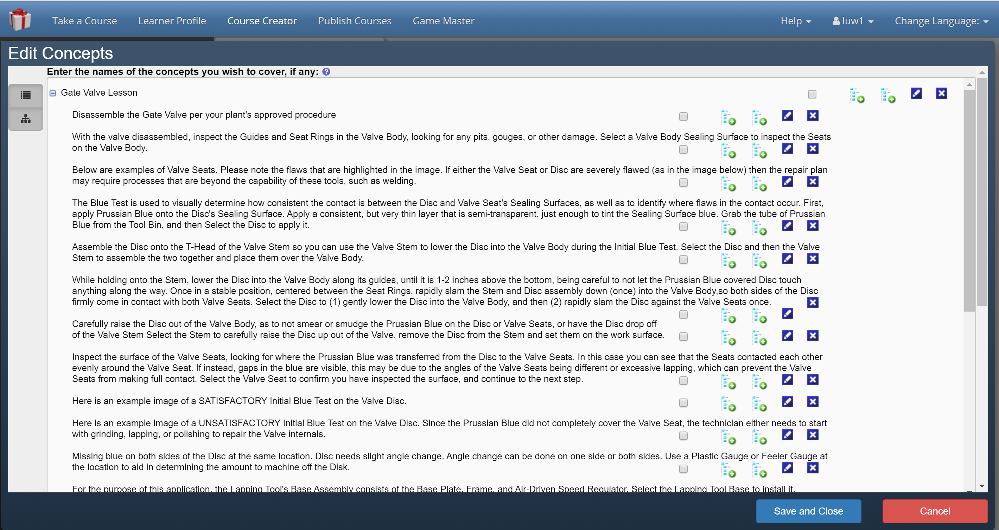 Take a Course Learner Profile Course Creator Publish Courses Game Master Help luw1 Change Language:
Edit Concepts
Enter the names of the concepts you wish to cover, if any:
Gate Valve Lesson
Disassemble the Gate Valve per your plant's approved procedure
With the valve disassembled, inspect the Guides and Seat Rings in the Valve Body, looking for any pits, gouges, or other damage. Select a Valve Body Sealing Surface to inspect the Seats
on the Valve Body.
Below are examples of Valve Seats. Please note the flaws that are highlighted in the image. If either the Valve Seat or Disc are severely flawed (as in the image below) then the repair plan
may require processes that are beyond the capability of these tools, such as welding.
The Blue Test is used to visually determine how consistent the contact is between the Disc and Valve Seat's Sealing Surfaces, as well as to identify where flaws in the contact occur. First,
apply Prussian Blue onto the Disc's Sealing Surface. Apply a consistent, but very thin layer that is semi-transparent, just enough to tint the Sealing Surface blue. Grab the tube of Prussian
Blue from the Tool Bin, and then Select the Disc to apply it.
Assemble the Disc onto the T-Head of the Valve Stem so you can use the Valve Stem to lower the Disc into the Valve Body during the Initial Blue Test. Select the Disc and then the Valve
Stem to assemble the two together and place them over the Valve Body.
While holding onto the Stem, lower the Disc into the Valve Body along its guides, until it is 1-2 inches above the bottom, being careful to not let the Prussian Blue covered Disc touch
anything along the way. Once in a stable position, centered between the Seat Rings, rapidly slam the Stem and Disc assembly down (once) into the Valve Body,so both sides of the Disc
firmly come in contact with both Valve Seats. Select the Disc to (1) gently lower the Disc into the Valve Body, and then (2) rapidly slam the Disc against the Valve Seats once.
Carefully raise the Disc out of the Valve Body, as to not smear or smudge the Prussian Blue on the Disc or Valve Seats, or have the Disc drop off
of the Valve Stem Select the Stem to carefully raise the Disc up out of the Valve, remove the Disc from the Stem and set them on the work surface.
Inspect the surface of the Valve Seats, looking for where the Prussian Blue was transferred from the Disc to the Valve Seats. In this case you can see that the Seats contacted each other
evenly around the Valve Seat. If instead, gaps in the blue are visible, this may be due to the angles of the Valve Seats being different or excessive lapping, which can prevent the Valve
Seats from making full contact. Select the Valve Seat to confirm you have inspected the surface, and continue to the next step.
Here is an example image of a SATISFACTORY Initial Blue Test on the Valve Disc.
Here is an example image of a UNSATISFACTORY Initial Blue Test on the Valve Disc. Since the Prussian Blue did not completely cover the Valve Seat, the technician either needs to start
with grinding, lapping, or polishing to repair the Valve internals.
Missing blue on both sides of the Disc at the same location. Disc needs slight angle change. Angle change can be done on one side or both sides. Use a Plastic Gauge or Feeler Gauge at
the location to aid in determining the amount to machine off the Disk.
For the purpose of this application, the Lapping Tool's Base Assembly consists of the Base Plate, Frame, and Air-Driven Speed Regulator. Select the Lapping Tool Base to install it.
Save and Close Cancel